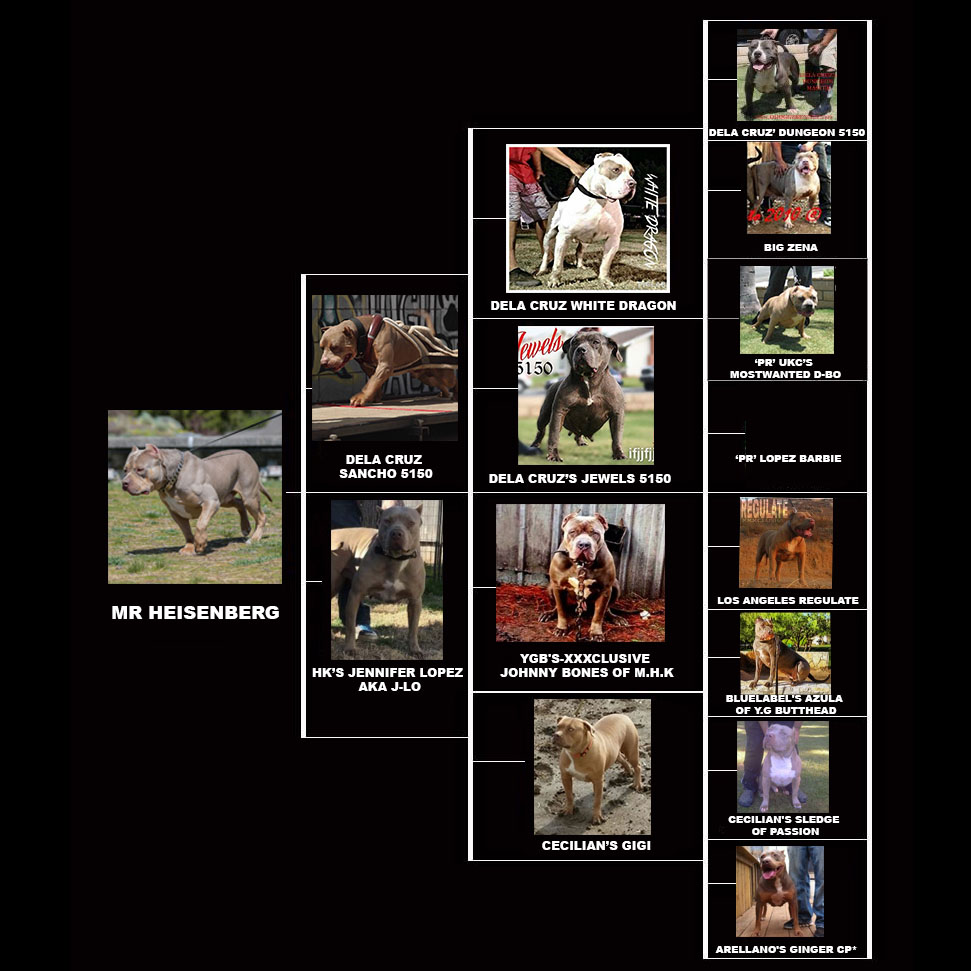 DELA CRUZ' DUNGEON 5150
BIG ZENA
'PR' UKC'S
MOSTWANTED D-BO
'PR' LOPEZ BARBIE
LOS ANGELES REGULATE
BLUELABEL'S AZULA
OF Y.G BUTTHEAD
CECILIAN'S SLEDGE
OF PASSION
ARELLANO'S GINGER CP*
WHITE DRAGON
DELA CRUZ WHITE DRAGON
Jewels
5150
ifjjfj
DELA CRUZ'S JEWELS 5150
YGB'S-XXXCLUSIVE
JOHNNY BONES OF M.H.K
CECILIAN'S GIGI
DELA CRUZ
SANCHO 5150
HK'S JENNIFER LOPEZ
AKA J-LO
MR HEISENBERG
2010 @
REGULATE